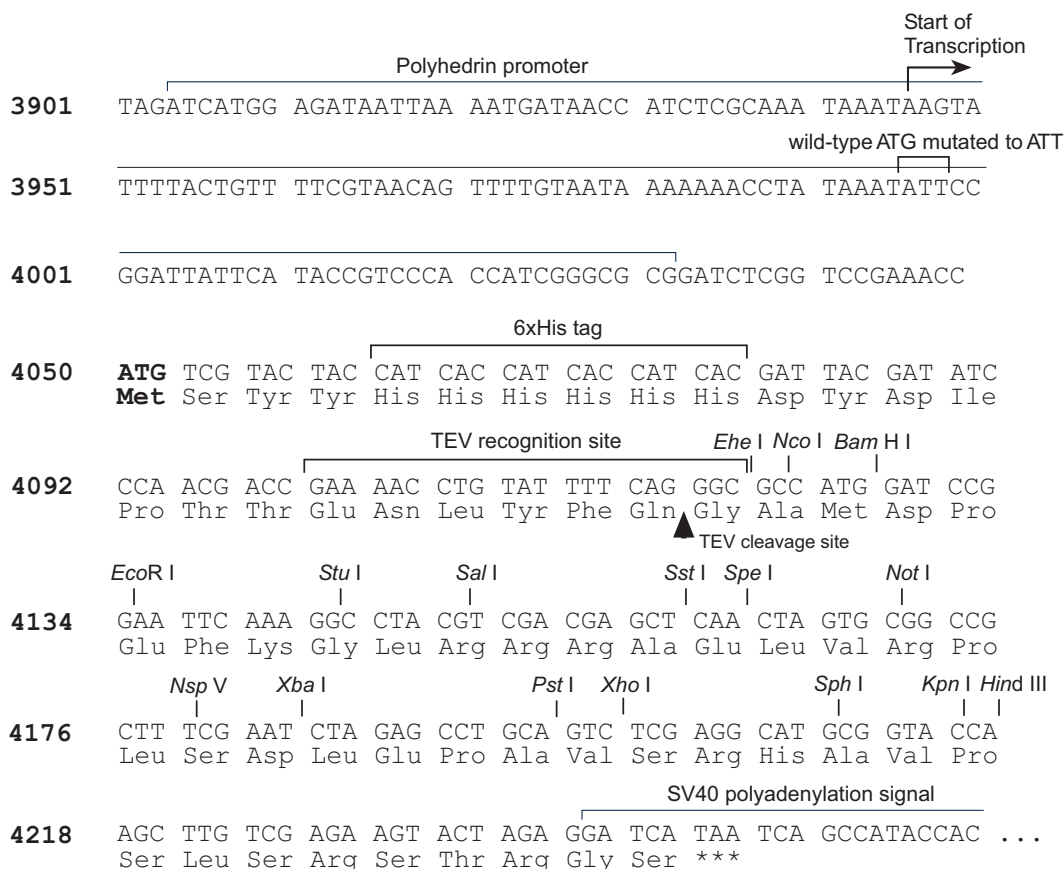 Start of
Transcription
Polyhedrin promoter
3901 TAGATCATGG AGATAATTAA AATGATAACC ATCTCGCAAA TAAATAAGTA
wild-type ATG mutated to ATT
3951 TTTTACTGTT TTCGTAACAG TTTTGTAATA AAAAAACCTA TAAATATTCC
4001 GGATTATTCA TACCGTCCCA CCATCGGGCG CGGATCTCGG TCCGAAACC
6xHis tag
4050 ATG TCG TAC TAC CAT CAC CAT CAC CAT CAC GAT TAC GAT ATC
Met Ser Tyr Tyr His His His His His His Asp Tyr Asp Ile
TEV recognition site Ehe I Nco I Bam H I
4092 CCA ACG ACC GAA AAC CTG TAT TTT CAG GGC GCC ATG GAT CCG
Pro Thr Thr Glu Asn Leu Tyr Phe Gln Gly Ala Met Asp Pro
TEV cleavage site
EcoR I Stu I Sal I Sst I Spe I Not I
4134 GAA TTC AAA GGC CTA CGT CGA CGA GCT CAA CTA GTG CGG CCG
Glu Phe Lys Gly Leu Arg Arg Arg Ala Glu Leu Val Arg Pro
Nsp V Xba I Pst I Xho I Sph I Kpn I Hind III
4176 CTT TCG AAT CTA GAG CCT GCA GTC TCG AGG CAT GCG GTA CCA
Leu Ser Asp Leu Glu Pro Ala Val Ser Arg His Ala Val Pro
SV40 polyadenylation signal
4218 AGC TTG TCG AGA AGT ACT AGA GGA TCA TAA TCA GCCATACCAC ...
Ser Leu Ser Arg Ser Thr Arg Gly Ser ***